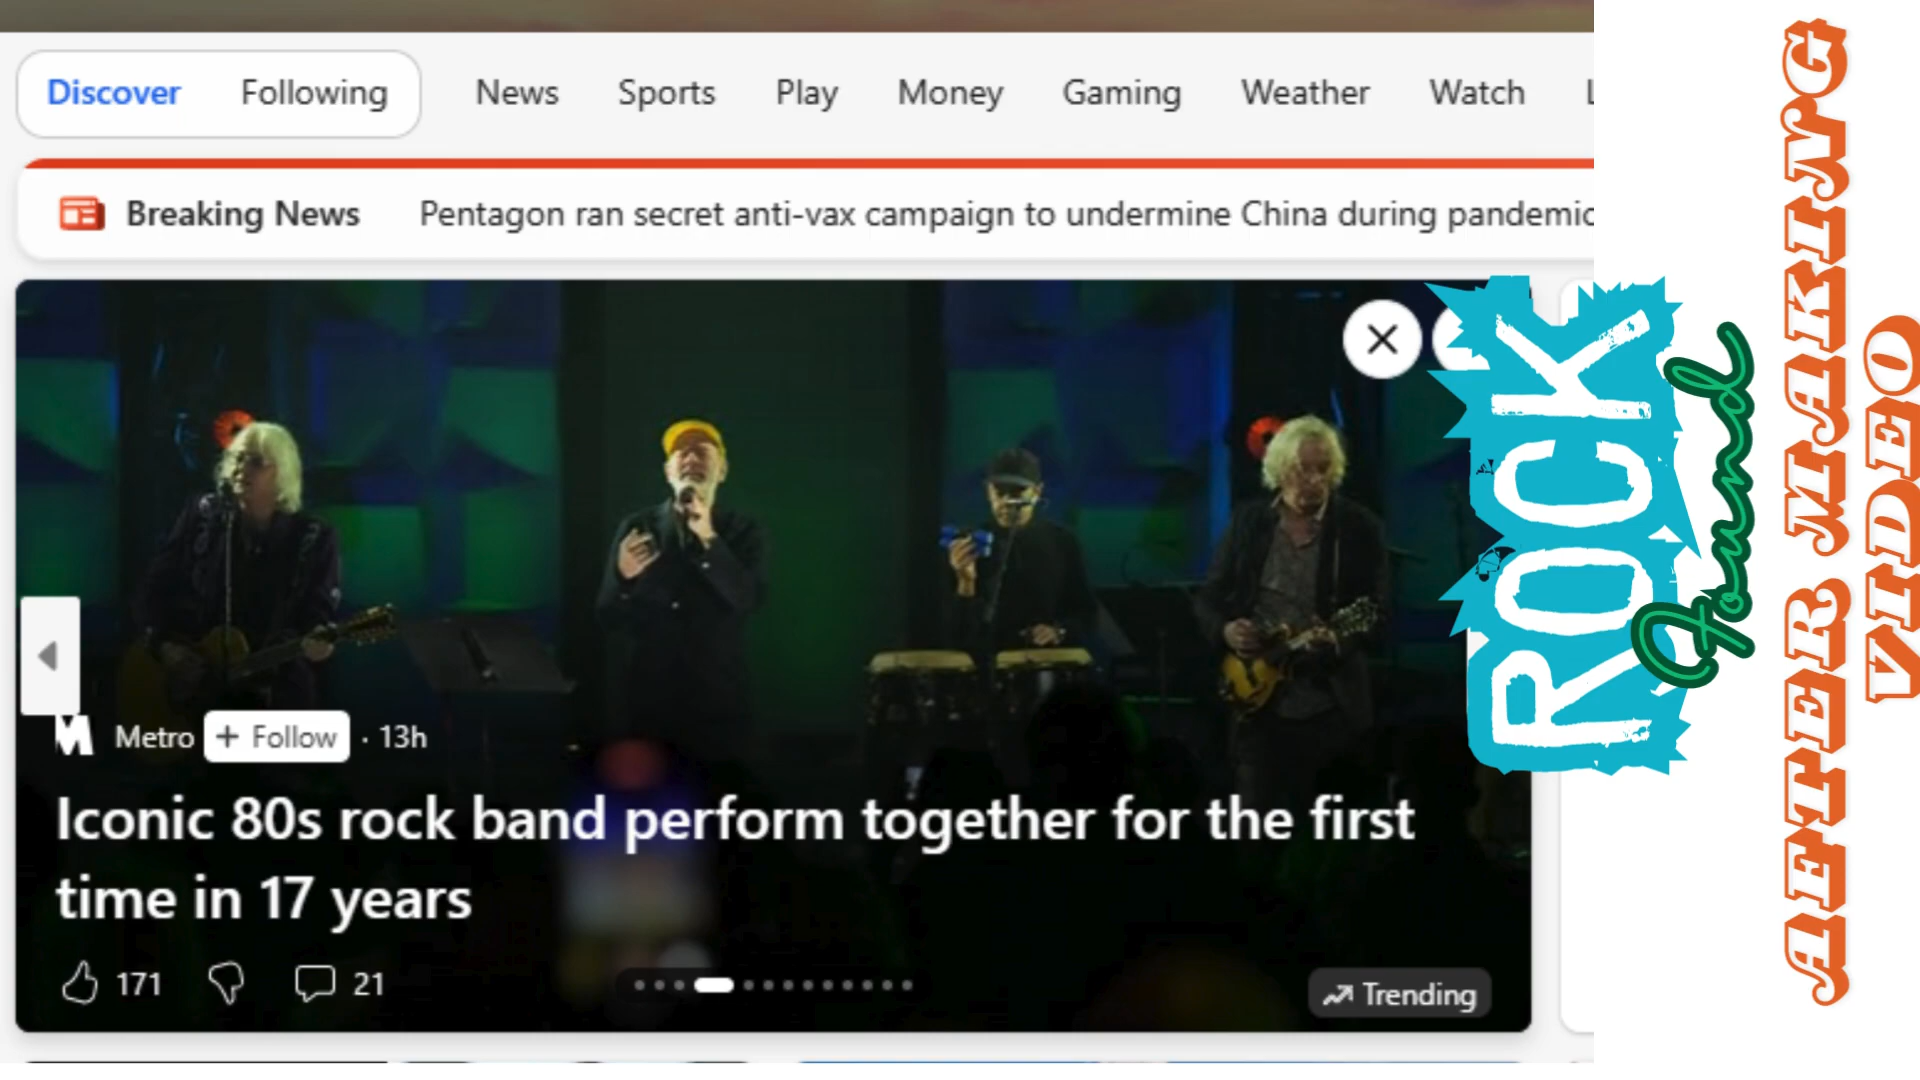 Discover Following News Sports Play Money Gaming Weather Watch
Breaking News Pentagon ran secret anti-vax campaign to undermine China during pandemic
Metro + Follow · 13h
Iconic 80s rock band perform together for the first
time in 17 years
171 21
Trending
ROCK
found
AFTER MAKING
VIDEO